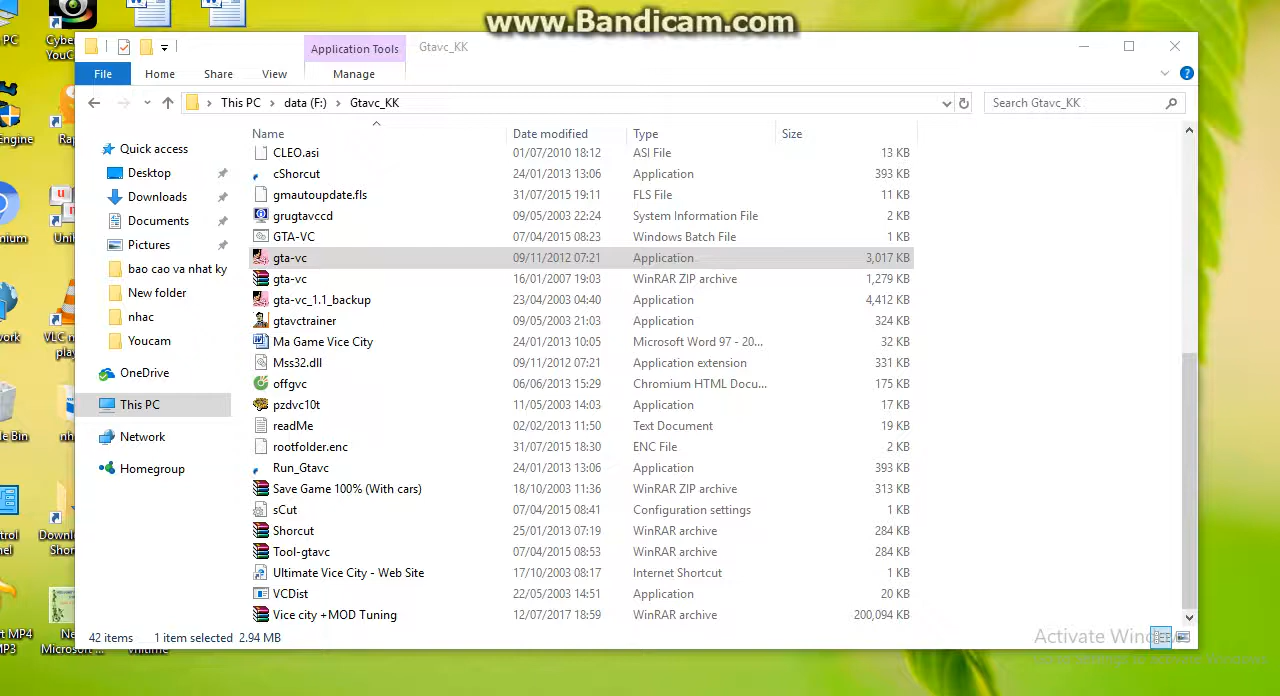 www.Bandicam.com
PC
Application Tools
Gtavc_KK
File
Home
Share
View
Manage
This PC
data (F:)
Gtavc_KK
Search Gtavc_KK
Name
Date modified
Type
Size
Quick access
Desktop
Downloads
Documents
Pictures
bao cao va nhat ky
New folder
nhac
Youcam
OneDrive
This PC
Network
Homegroup
CLEO.asi 01/07/2010 18:12 ASI File 13 KB
cShorcut 24/01/2013 13:06 Application 393 KB
gmautoupdate.fls 31/07/2015 19:11 FLS File 11 KB
grugtavccd 09/05/2003 22:24 System Information File 2 KB
GTA-VC 07/04/2015 08:23 Windows Batch File 1 KB
gta-vc 09/11/2012 07:21 Application 3,017 KB
gta-vc 16/01/2007 19:03 WinRAR ZIP archive 1,279 KB
gta-vc_1.1_backup 23/04/2003 04:40 Application 4,412 KB
gtavctrainer 09/05/2003 21:03 Application 324 KB
Ma Game Vice City 24/01/2013 10:05 Microsoft Word 97 - 20... 32 KB
Mss32.dll 09/11/2012 07:21 Application extension 331 KB
offgvc 06/06/2013 15:29 Chromium HTML Docu... 175 KB
pzdvc10t 11/05/2003 14:03 Application 17 KB
readMe 02/02/2013 11:50 Text Document 19 KB
rootfolder.enc 31/07/2015 18:30 ENC File 2 KB
Run_Gtavc 24/01/2013 13:06 Application 393 KB
Save Game 100% (With cars) 18/10/2003 11:36 WinRAR ZIP archive 313 KB
sCut 07/04/2015 08:41 Configuration settings 1 KB
Shorcut 25/01/2013 07:19 WinRAR archive 284 KB
Tool-gtavc 07/04/2015 08:53 WinRAR archive 284 KB
Ultimate Vice City - Web Site 17/10/2003 08:17 Internet Shortcut 1 KB
VCDist 22/05/2003 14:51 Application 20 KB
Vice city +MOD Tuning 12/07/2017 18:59 WinRAR archive 200,094 KB
42 items
1 item selected 2.94 MB
Activate Windows